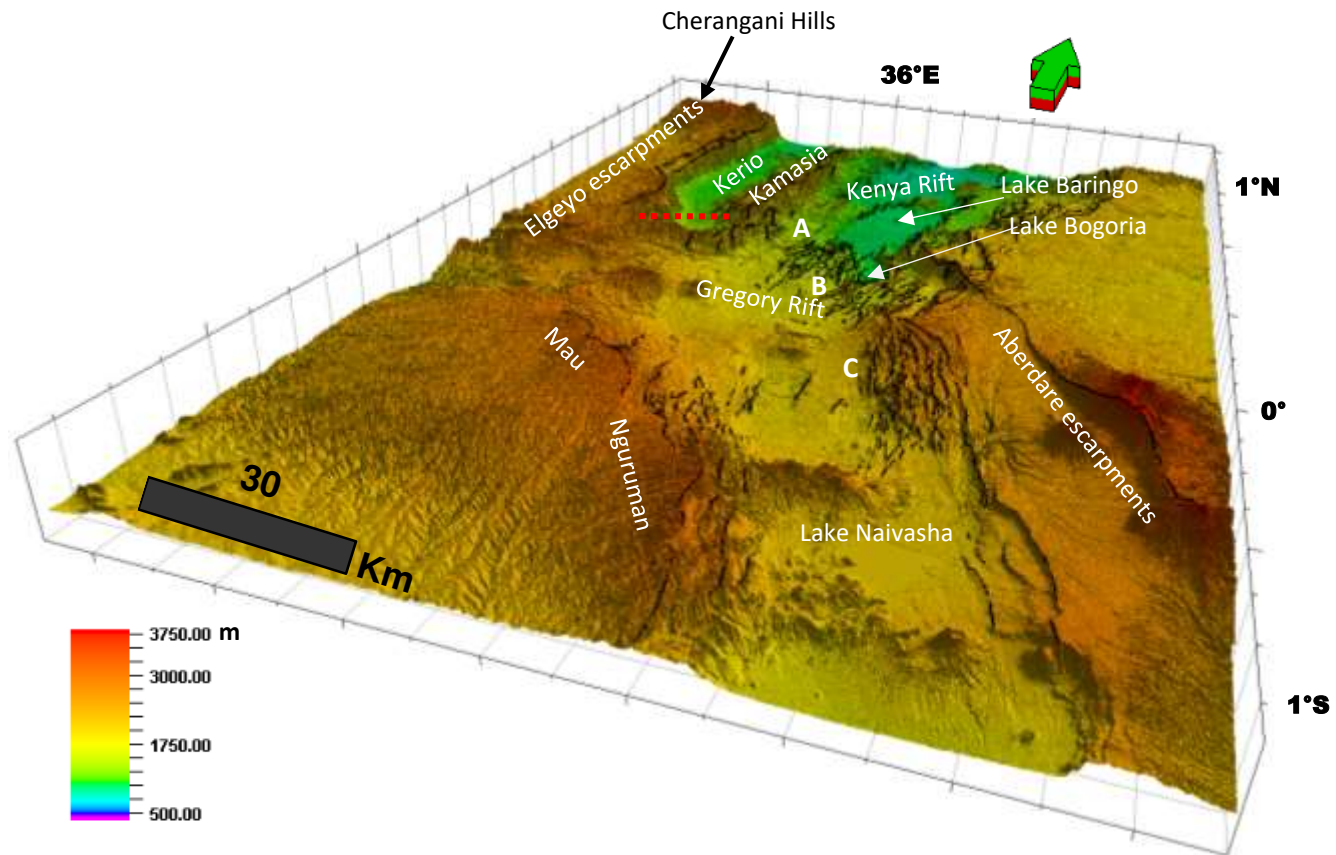 Cherangani Hills
36°E
Elgeyo escarpments
Kerio
Kamasia
Kenya Rift
Lake Baringo
1°N
Lake Bogoria
A
B
Gregory Rift
Mau
C
Aberdare escarpments
0°
Nguruman
30
Km
Lake Naivasha
1°S
3750.00 m
3000.00
1750.00
500.00